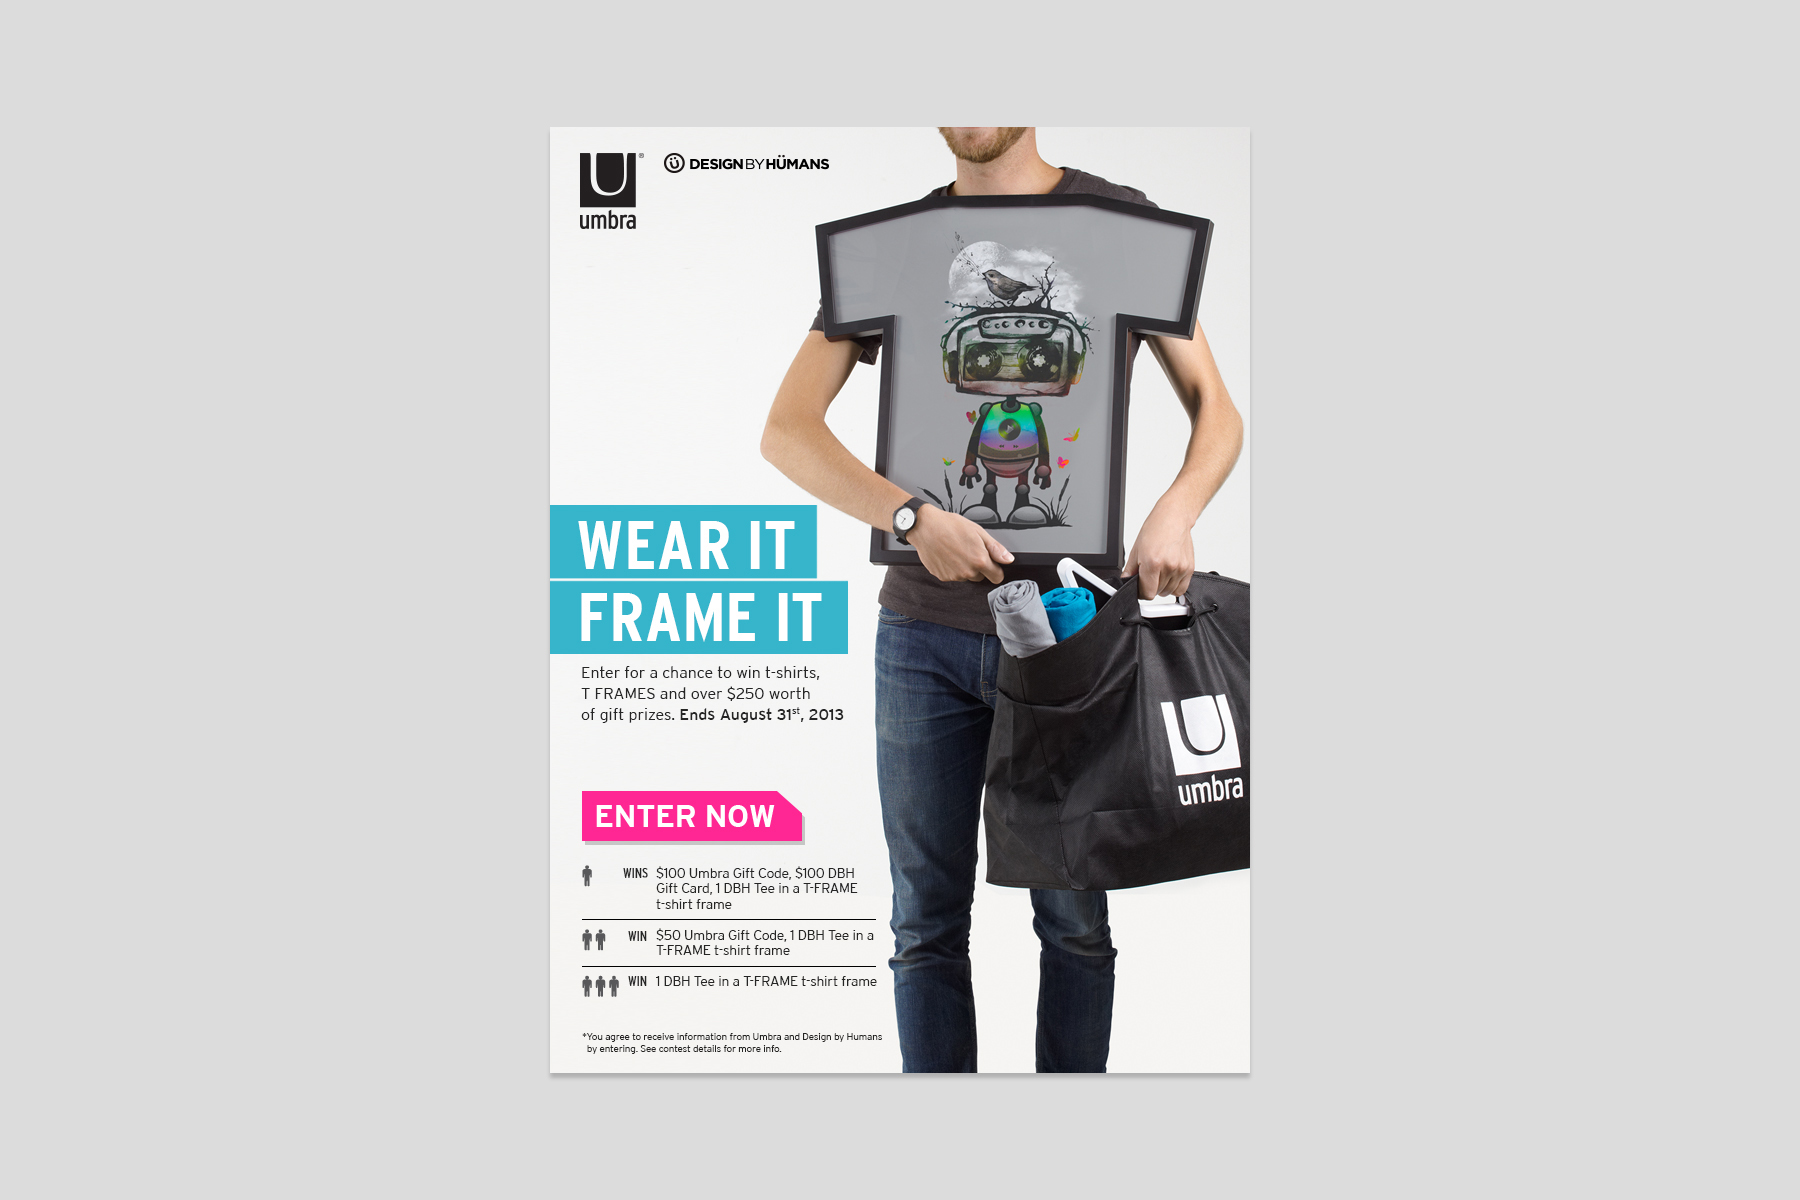 U®
umbra
DESIGNBYHÜMANS
WEAR IT
FRAME IT
Enter for a chance to win t-shirts,
T FRAMES and over $250 worth
of gift prizes. Ends August 31st, 2013
ENTER NOW
WINS $100 Umbra Gift Code, $100 DBH
Gift Card, 1 DBH Tee in a T-FRAME
t-shirt frame
WIN $50 Umbra Gift Code, 1 DBH Tee in a
T-FRAME t-shirt frame
WIN 1 DBH Tee in a T-FRAME t-shirt frame
*You agree to receive information from Umbra and Design by Humans
by entering. See contest details for more info.
U
umbra